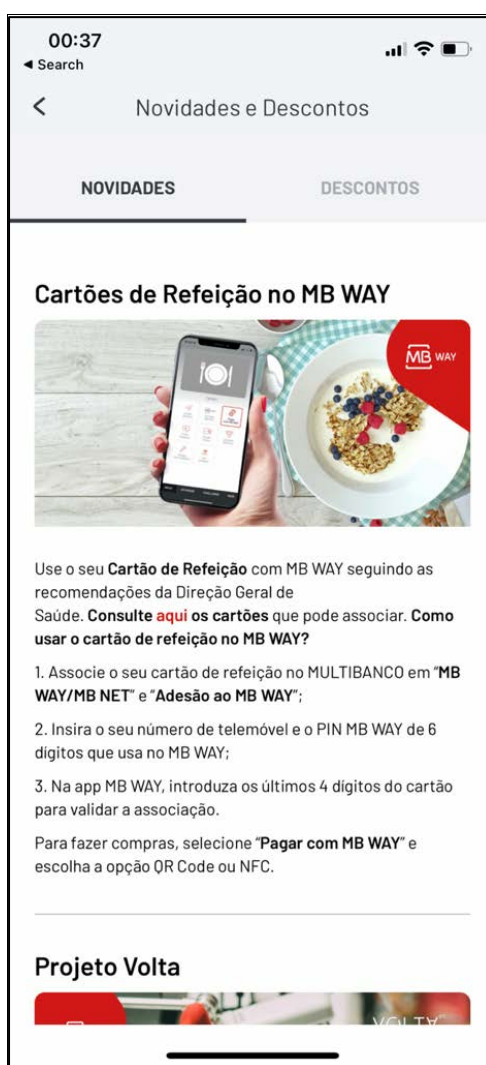 00:37
◀ Search
Novidades e Descontos
NOVIDADES
DESCONTOS
Cartões de Refeição no MB WAY
MB WAY
Use o seu Cartão de Refeição com MB WAY seguindo as
recomendações da Direção Geral de
Saúde. Consulte aqui os cartões que pode associar. Como
usar o cartão de refeição no MB WAY?
1. Associe o seu cartão de refeição no MULTIBANCO em “MB
WAY/MB NET” e “Adesão ao MB WAY”;
2. Insira o seu número de telemóvel e o PIN MB WAY de 6
dígitos que usa no MB WAY;
3. Na app MB WAY, introduza os últimos 4 dígitos do cartão
para validar a associação.
Para fazer compras, selecione “Pagar com MB WAY” e
escolha a opção QR Code ou NFC.
Projeto Volta